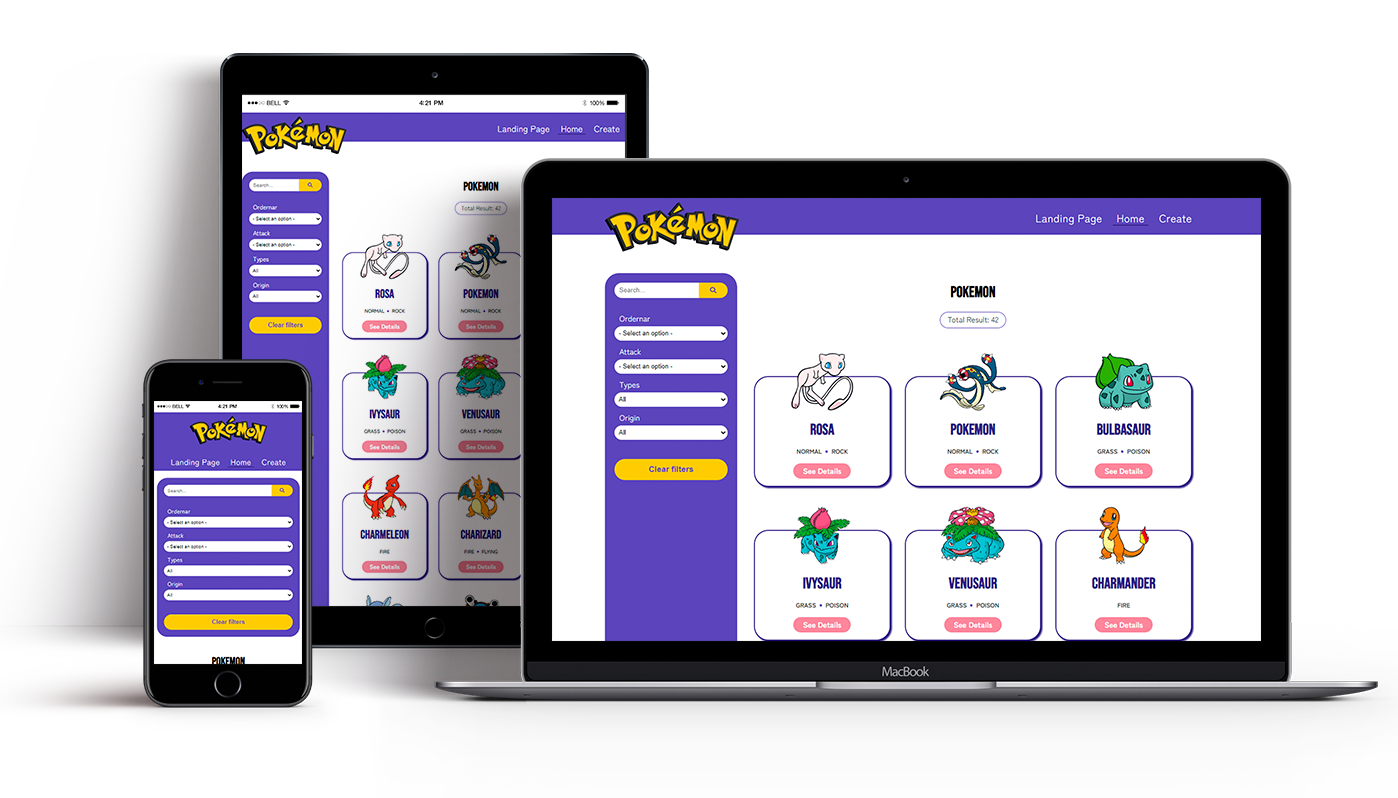 ●●●○○ BELL
4:21 PM
100%
POKéMON
Landing Page Home Create
Search...
Ordernar
- Select an option -
Attack
- Select an option -
Types
All
Origin
All
Clear filters
POKEMON
Total Result: 42
ROSA
NORMAL • ROCK
See Details
POKEMON
NORMAL • ROCK
See Details
IVYSAUR
GRASS • POISON
See Details
VENUSAUR
GRASS • POISON
See Details
CHARMELEON
FIRE
See Details
CHARIZARD
FIRE • FLYING
See Details
●●●○○ BELL
4:21 PM
100%
POKéMON
Landing Page Home Create
Search...
Ordernar
- Select an option -
Attack
- Select an option -
Types
All
Origin
All
Clear filters
POKEMON
POKéMON
Landing Page Home Create
Search...
Ordernar
- Select an option -
Attack
- Select an option -
Types
All
Origin
All
Clear filters
POKEMON
Total Result: 42
ROSA
NORMAL • ROCK
See Details
POKEMON
NORMAL • ROCK
See Details
BULBASAUR
GRASS • POISON
See Details
IVYSAUR
GRASS • POISON
See Details
VENUSAUR
GRASS • POISON
See Details
CHARMANDER
FIRE
See Details
MacBook